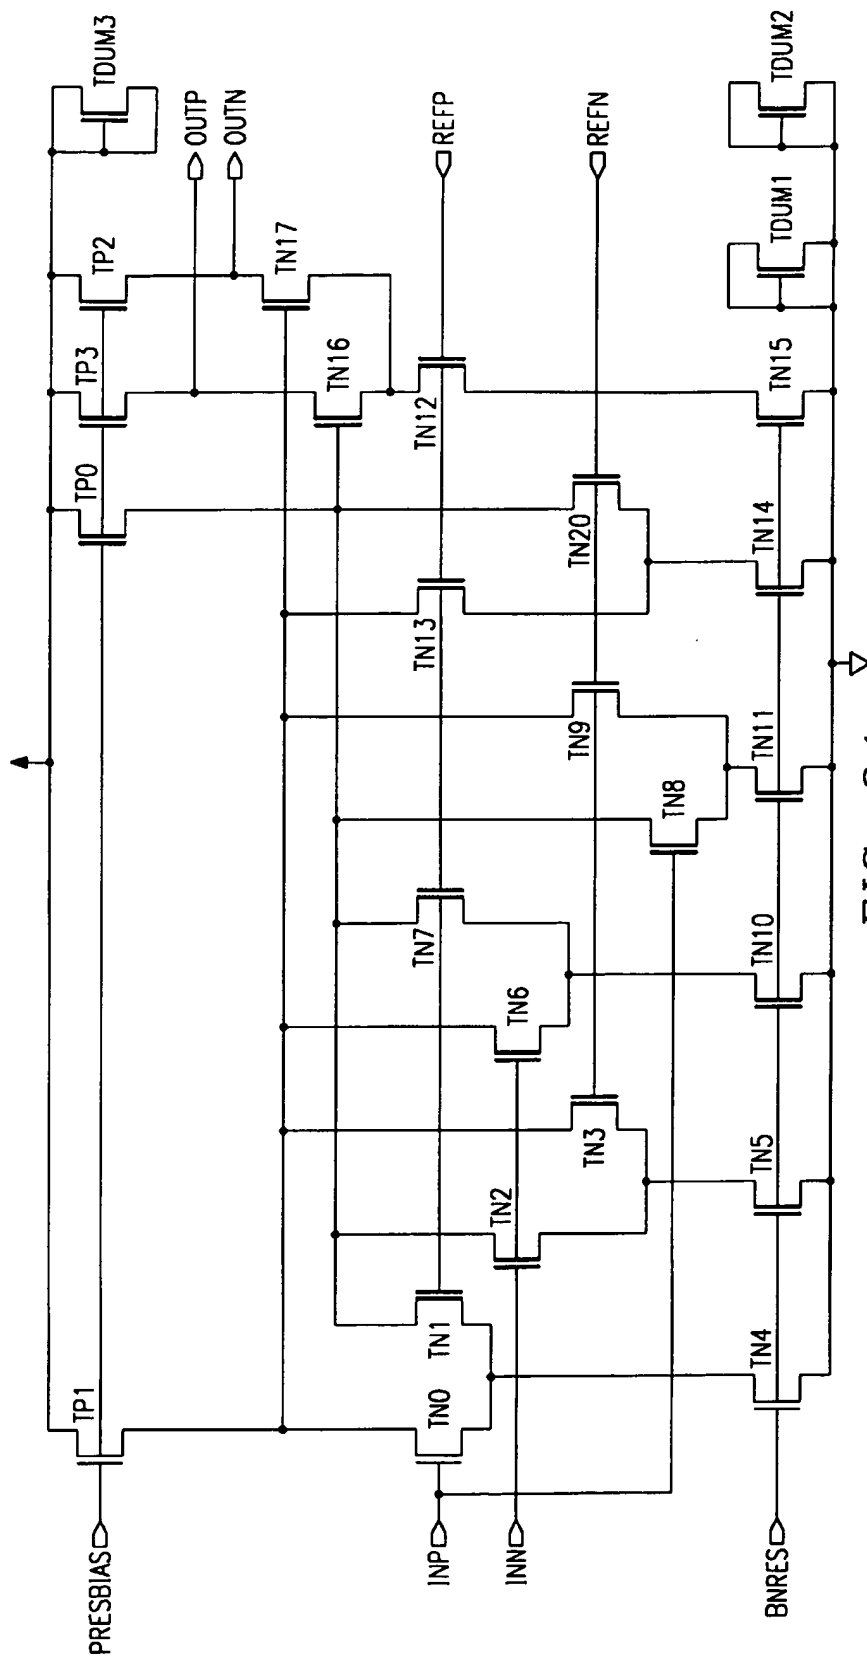 PRESBIAS
TP1
TP0
TP3
TP2
TDUM3
OUTP
OUTN
TN17
TN16
INP
TN0
TN1
TN7
TN13
TN12
REFP
INN
TN2
TN6
TN3
TN9
TN20
REFN
TN8
BNRES
TN4
TN5
TN10
TN11
TN14
TN15
TDUM1
TDUM2